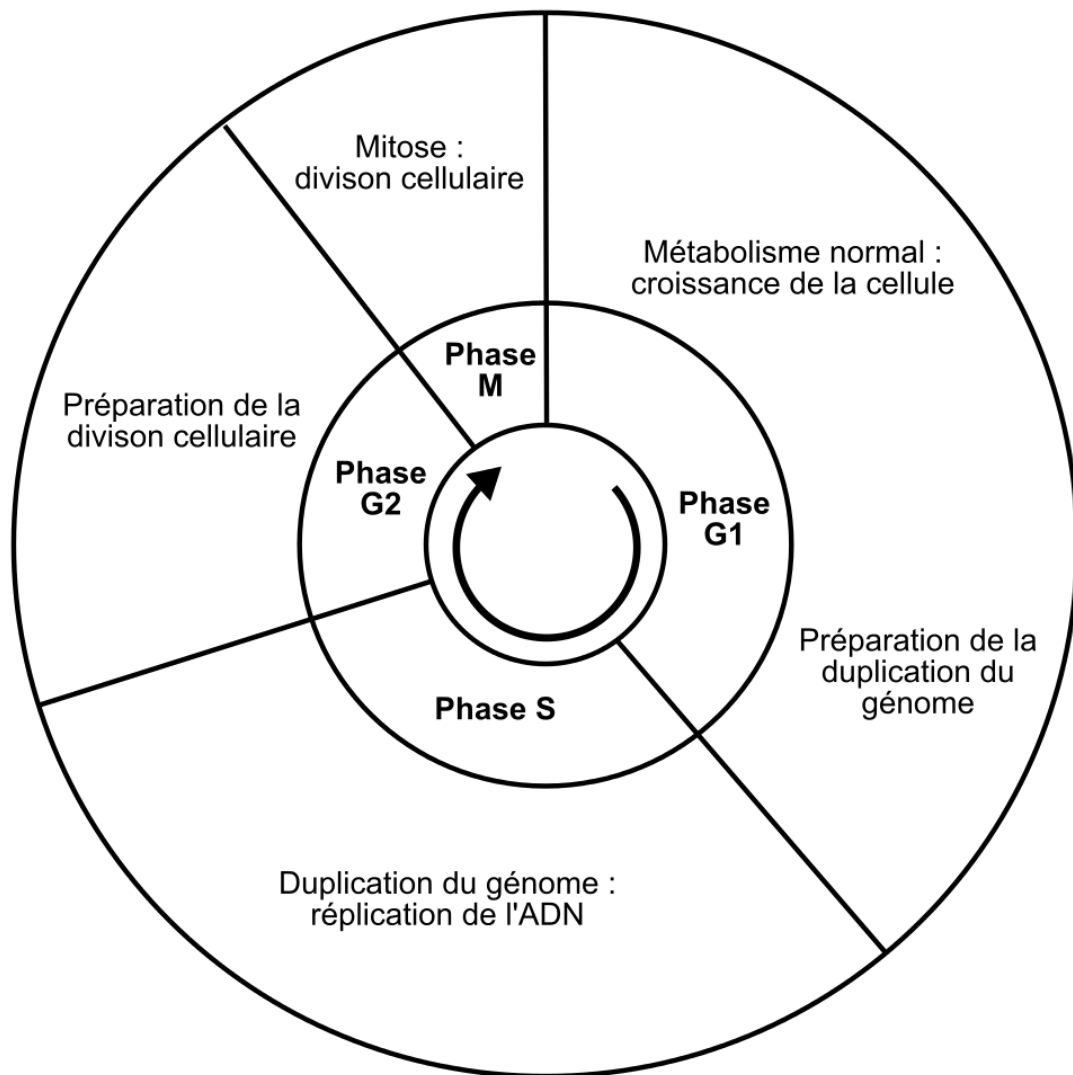 Mitose :
divison cellulaire
Métabolisme normal :
croissance de la cellule
Phase
M
Préparation de la
divison cellulaire
Phase
G2
Phase
G1
Préparation de la
duplication du
génome
Phase S
Duplication du génome :
réplication de l'ADN